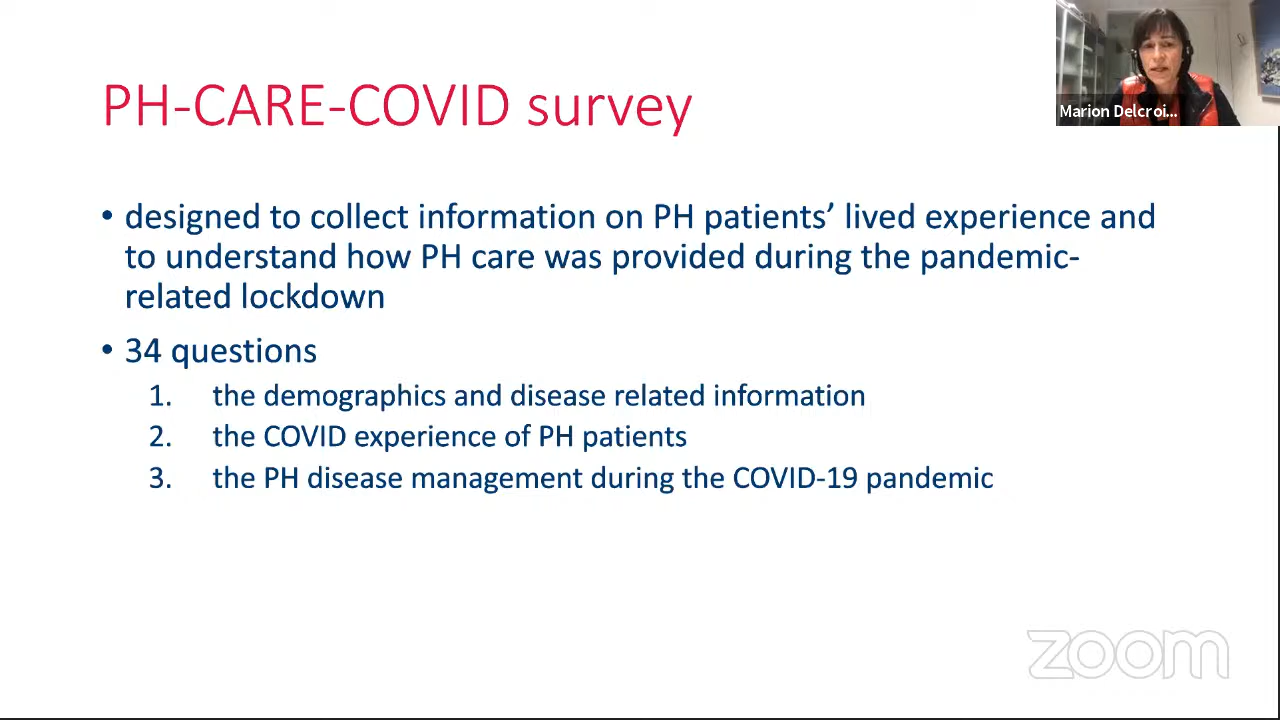 PH-CARE-COVID survey
Marion Delcroi...
• designed to collect information on PH patients’ lived experience and
to understand how PH care was provided during the pandemic-
related lockdown
• 34 questions
1. the demographics and disease related information
2. the COVID experience of PH patients
3. the PH disease management during the COVID-19 pandemic
zoom